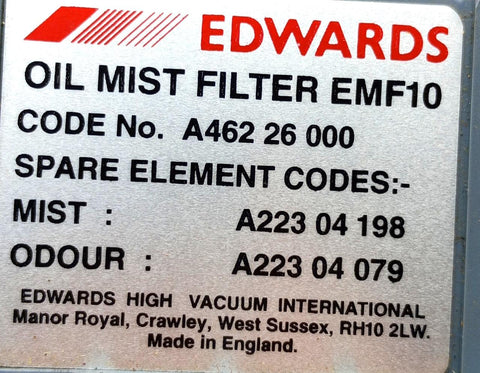 EDWARDS
OIL MIST FILTER EMF10
CODE No. A462 26 000
SPARE ELEMENT CODES:-
MIST : A223 04 198
ODOUR : A223 04 079
EDWARDS HIGH VACUUM INTERNATIONAL
Manor Royal, Crawley, West Sussex, RH10 2LW.
Made in England.